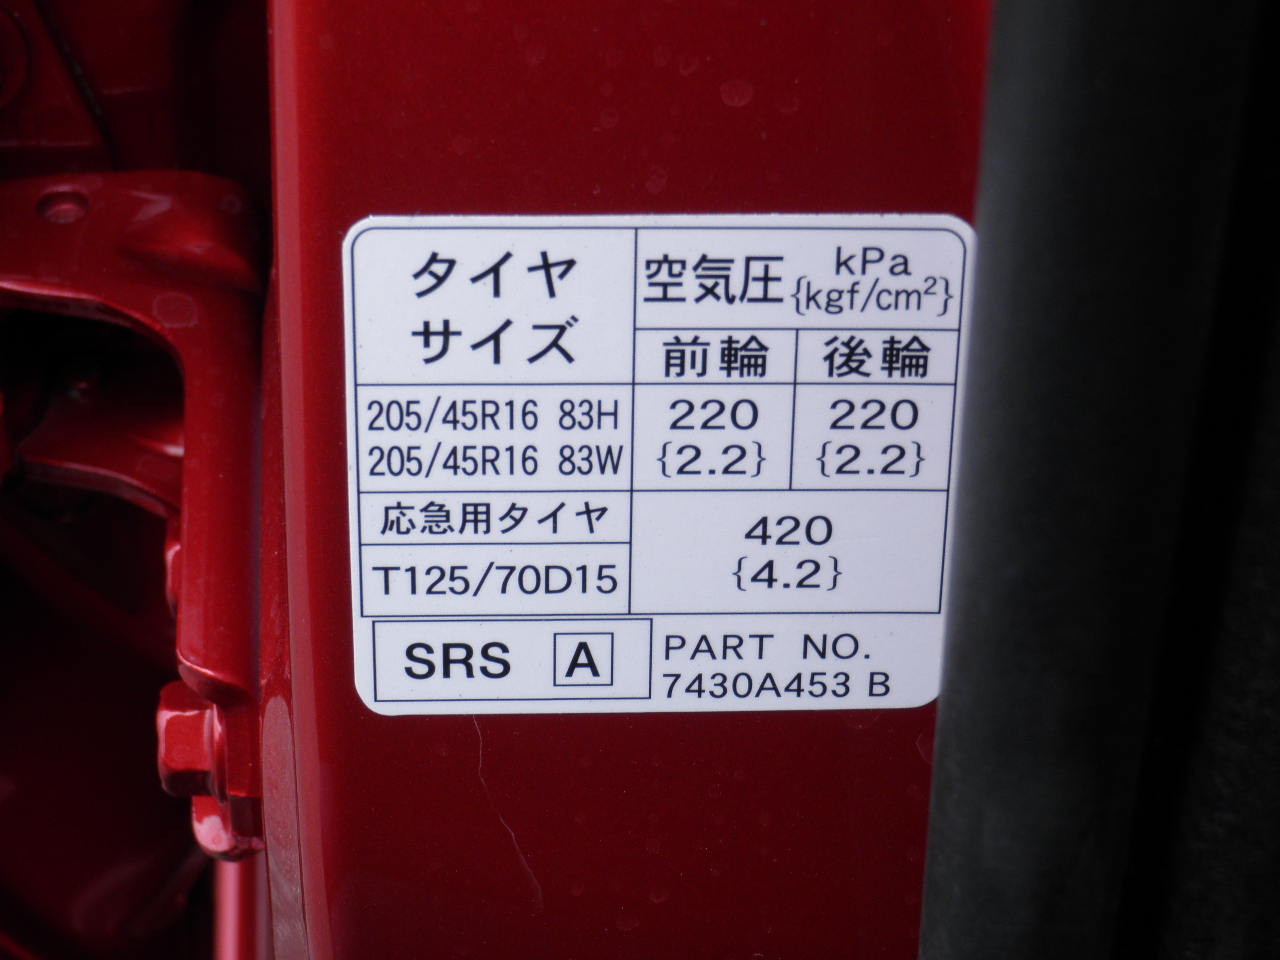 タイヤ
サイズ
空気圧 kPa
{kgf/cm²}
前輪 後輪
205/45R16 83H
205/45R16 83W
220
{2.2}
220
{2.2}
応急用タイヤ
T125/70D15
420
{4.2}
SRS A
PART NO.
7430A453 B